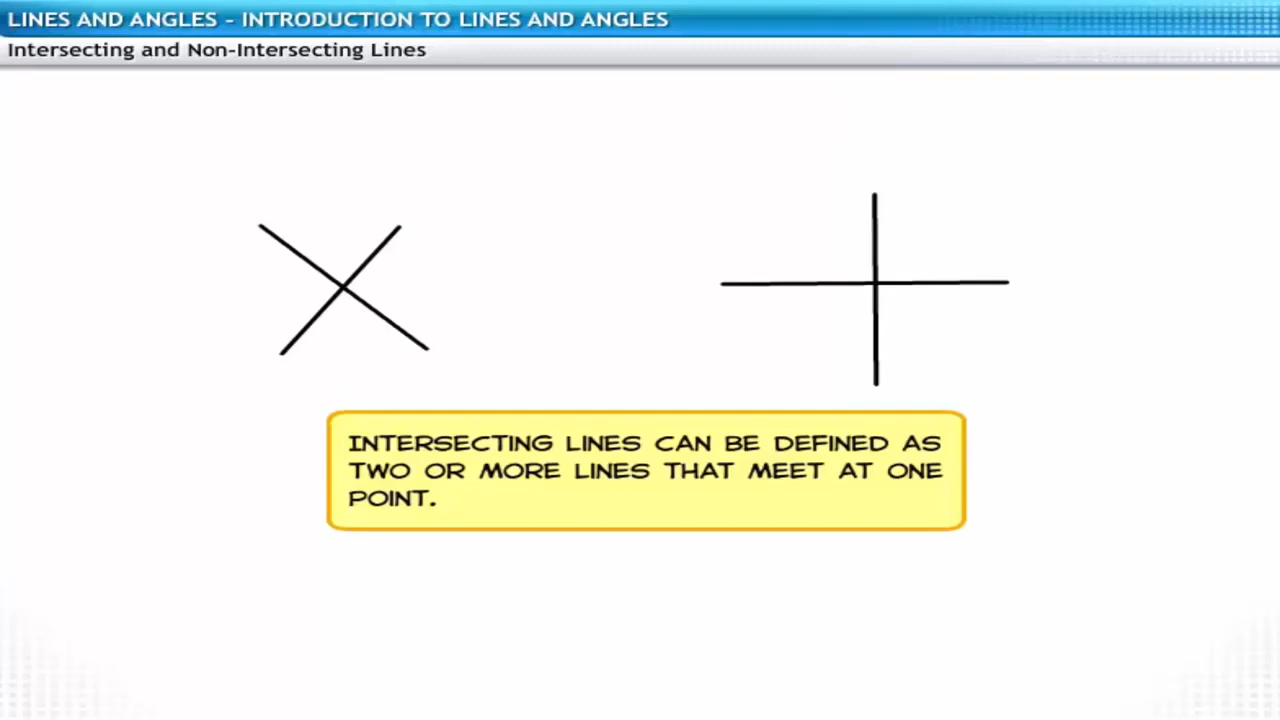 LINES AND ANGLES - INTRODUCTION TO LINES AND ANGLES
Intersecting and Non-Intersecting Lines
INTERSECTING LINES CAN BE DEFINED AS
TWO OR MORE LINES THAT MEET AT ONE
POINT.